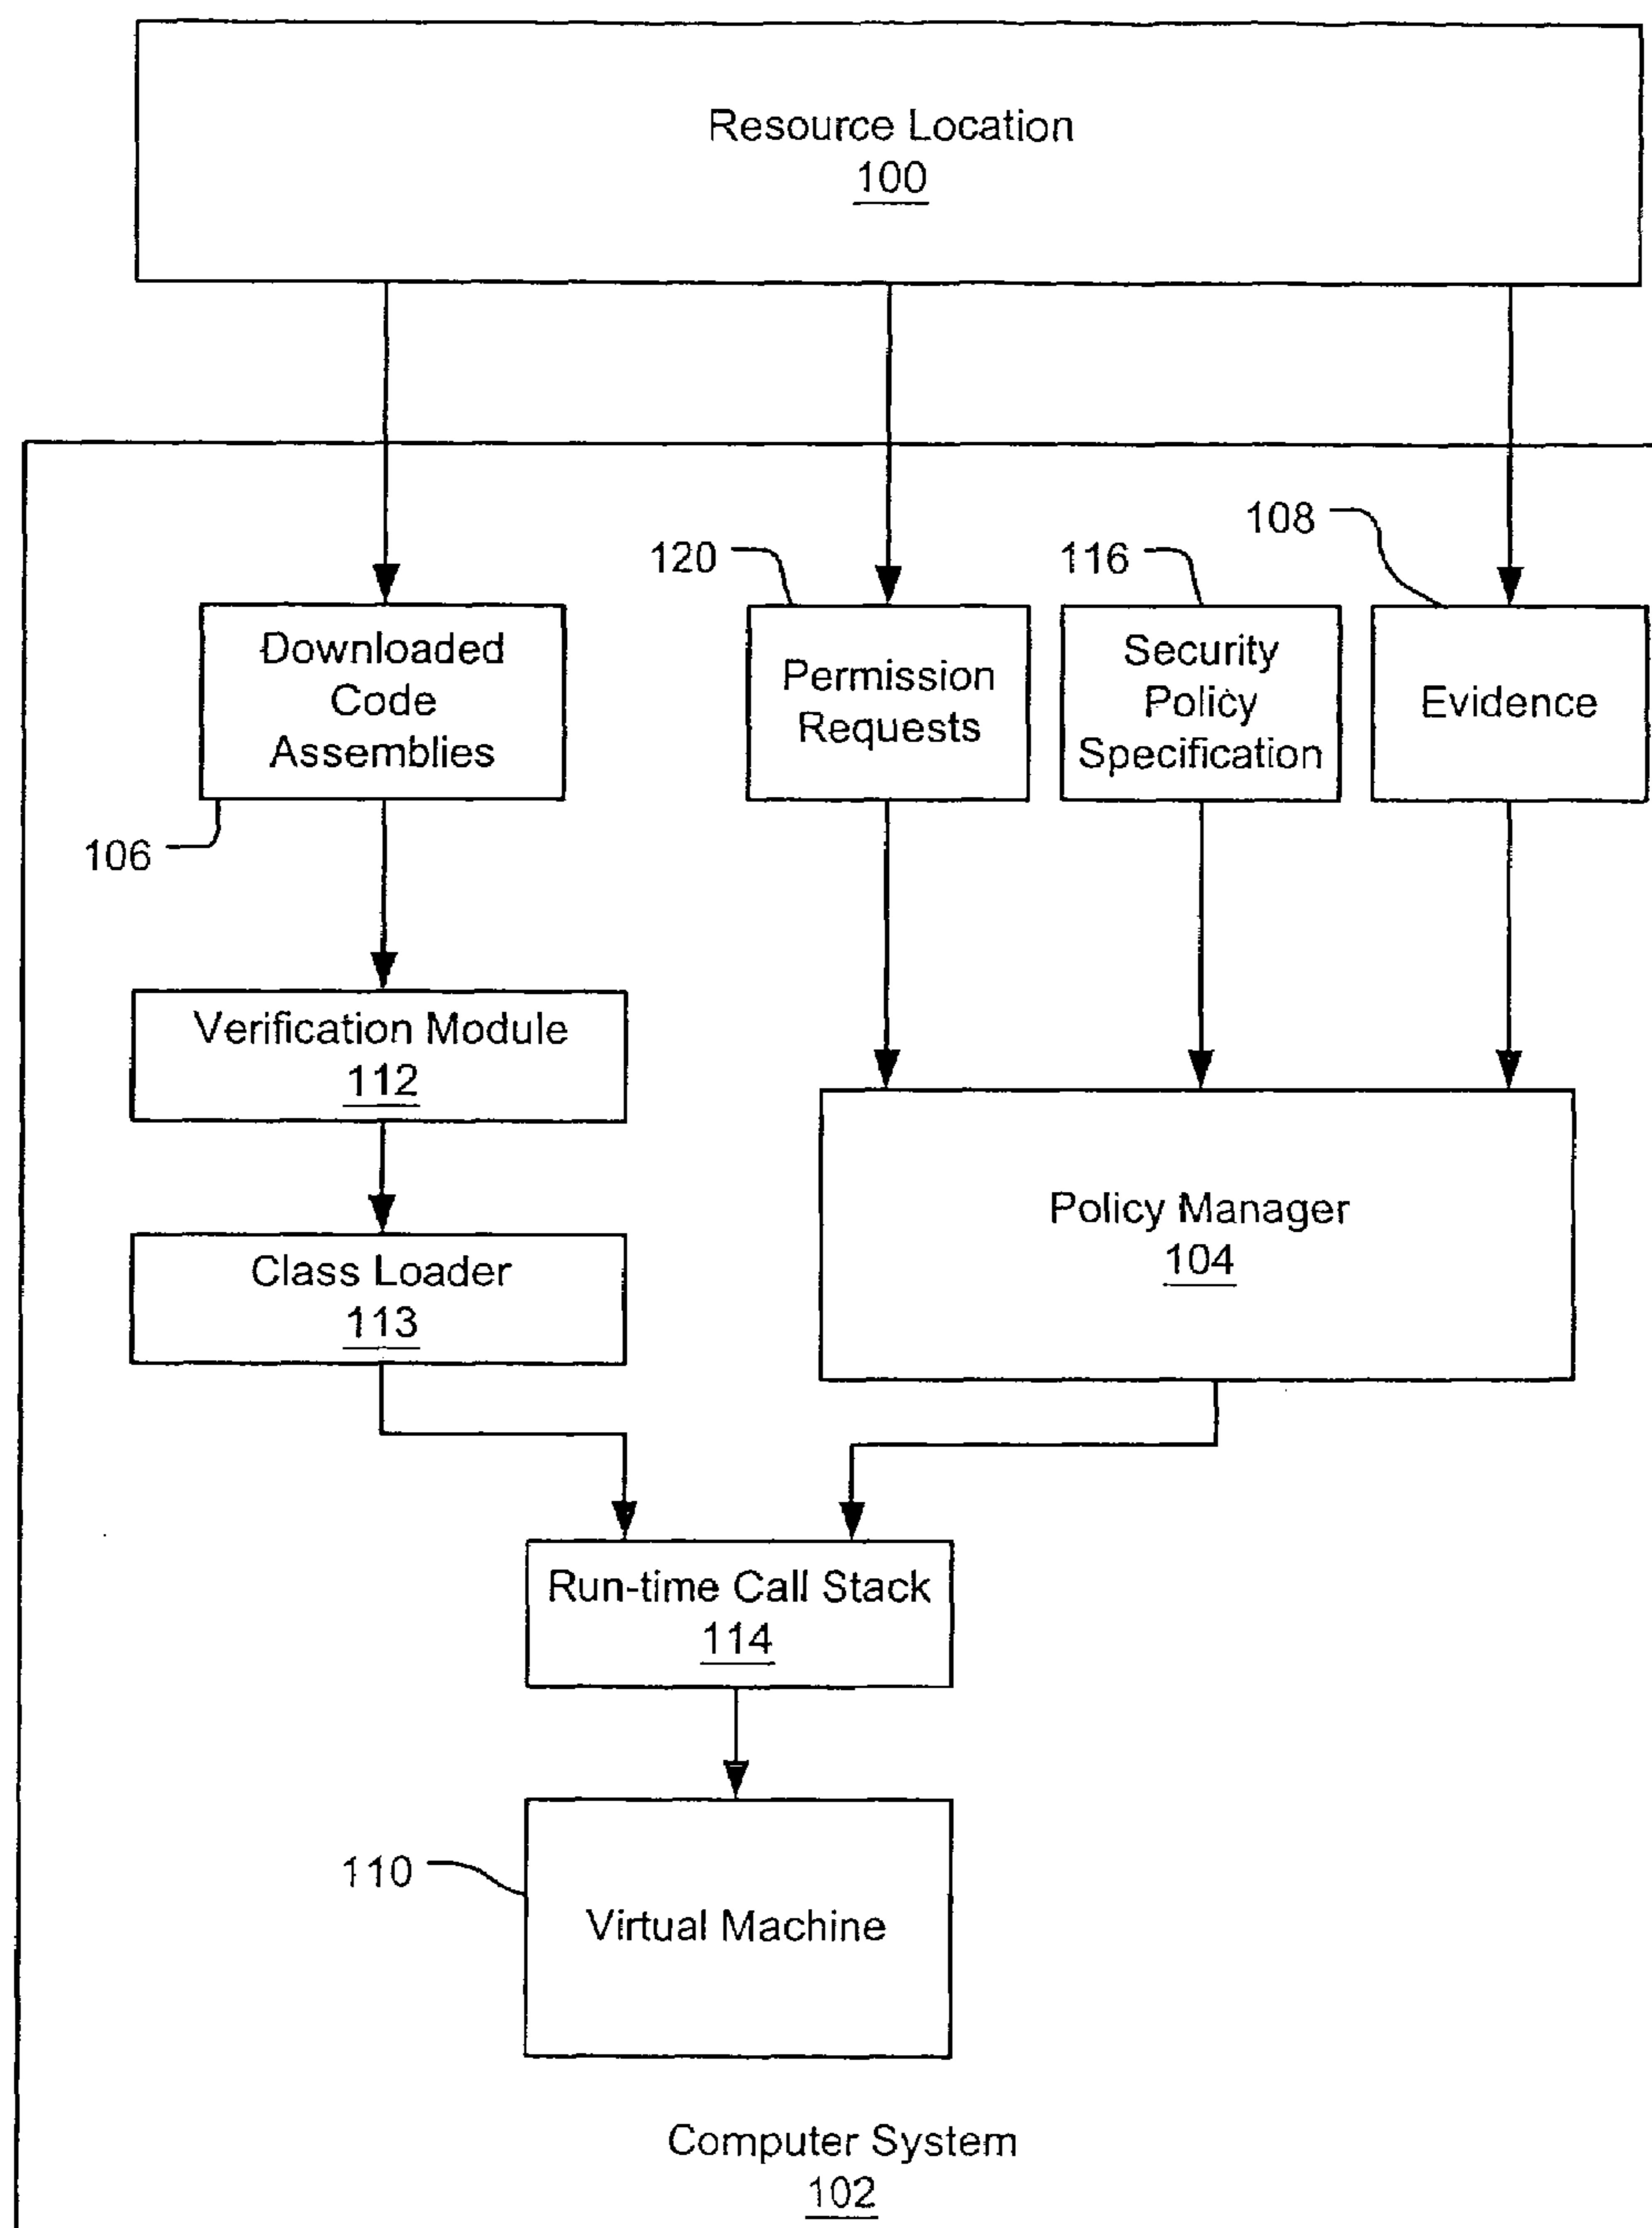 Resource Location
100
108
120
116
Downloaded
Code
Assemblies
Permission
Requests
Security
Policy
Specification
Evidence
106
Verification Module
112
Policy Manager
104
Class Loader
113
Run-time Call Stack
114
110
Virtual Machine
Computer System
102